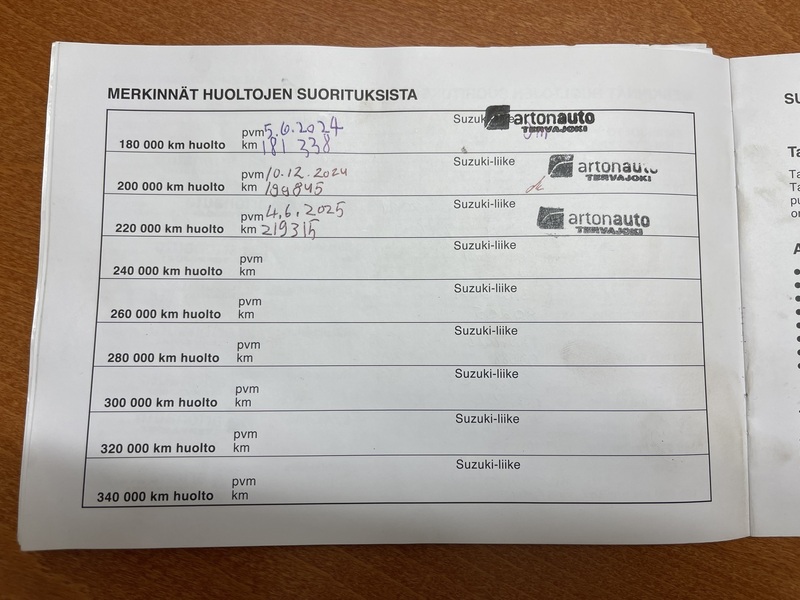 MERKINNÄT HUOLTOJEN SUORITUKSISTA
180 000 km huolto pvm 5.6.2024 km 181 338 Suzuki-liike artonauto TERVAJOKI
200 000 km huolto pvm 10.12.2024 km 199845 Suzuki-liike artonauto TERVAJOKI
220 000 km huolto pvm 4.6.2025 km 219315 Suzuki-liike artonauto TERVAJOKI
240 000 km huolto pvm km Suzuki-liike
260 000 km huolto pvm km Suzuki-liike
280 000 km huolto pvm km Suzuki-liike
300 000 km huolto pvm km Suzuki-liike
320 000 km huolto pvm km Suzuki-liike
340 000 km huolto pvm km Suzuki-liike